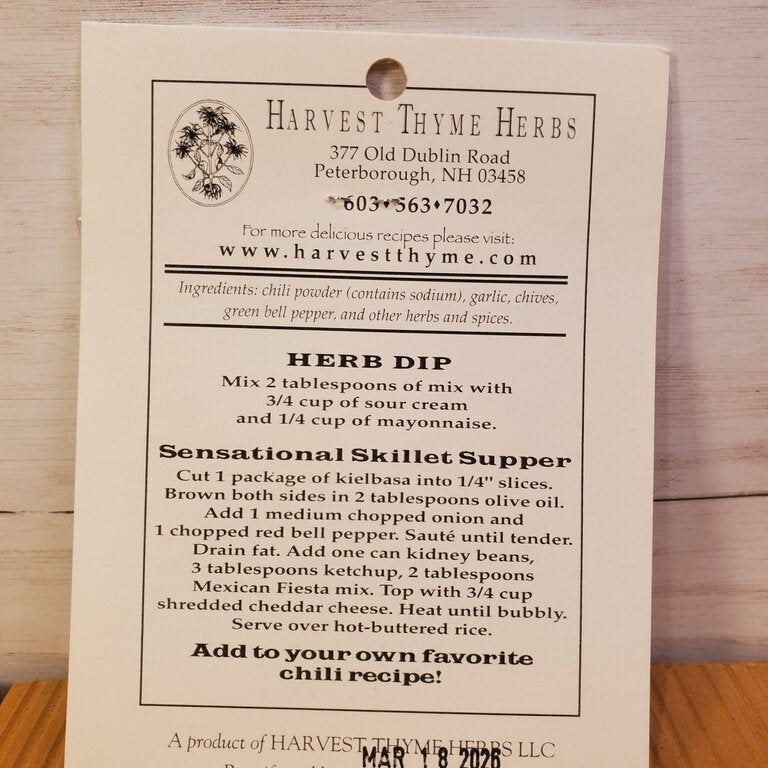 HARVEST THYME HERBS
377 Old Dublin Road
Peterborough, NH 03458
603♦563♦7032
For more delicious recipes please visit:
www.harvestthyme.com
Ingredients: chili powder (contains sodium), garlic, chives,
green bell pepper, and other herbs and spices.
HERB DIP
Mix 2 tablespoons of mix with
3/4 cup of sour cream
and 1/4 cup of mayonnaise.
Sensational Skillet Supper
Cut 1 package of kielbasa into 1/4" slices.
Brown both sides in 2 tablespoons olive oil.
Add 1 medium chopped onion and
1 chopped red bell pepper. Sauté until tender.
Drain fat. Add one can kidney beans,
3 tablespoons ketchup, 2 tablespoons
Mexican Fiesta mix. Top with 3/4 cup
shredded cheddar cheese. Heat until bubbly.
Serve over hot-buttered rice.
Add to your own favorite
chili recipe!
A product of HARVEST THYME HERBS LLC
MAR 18 2026